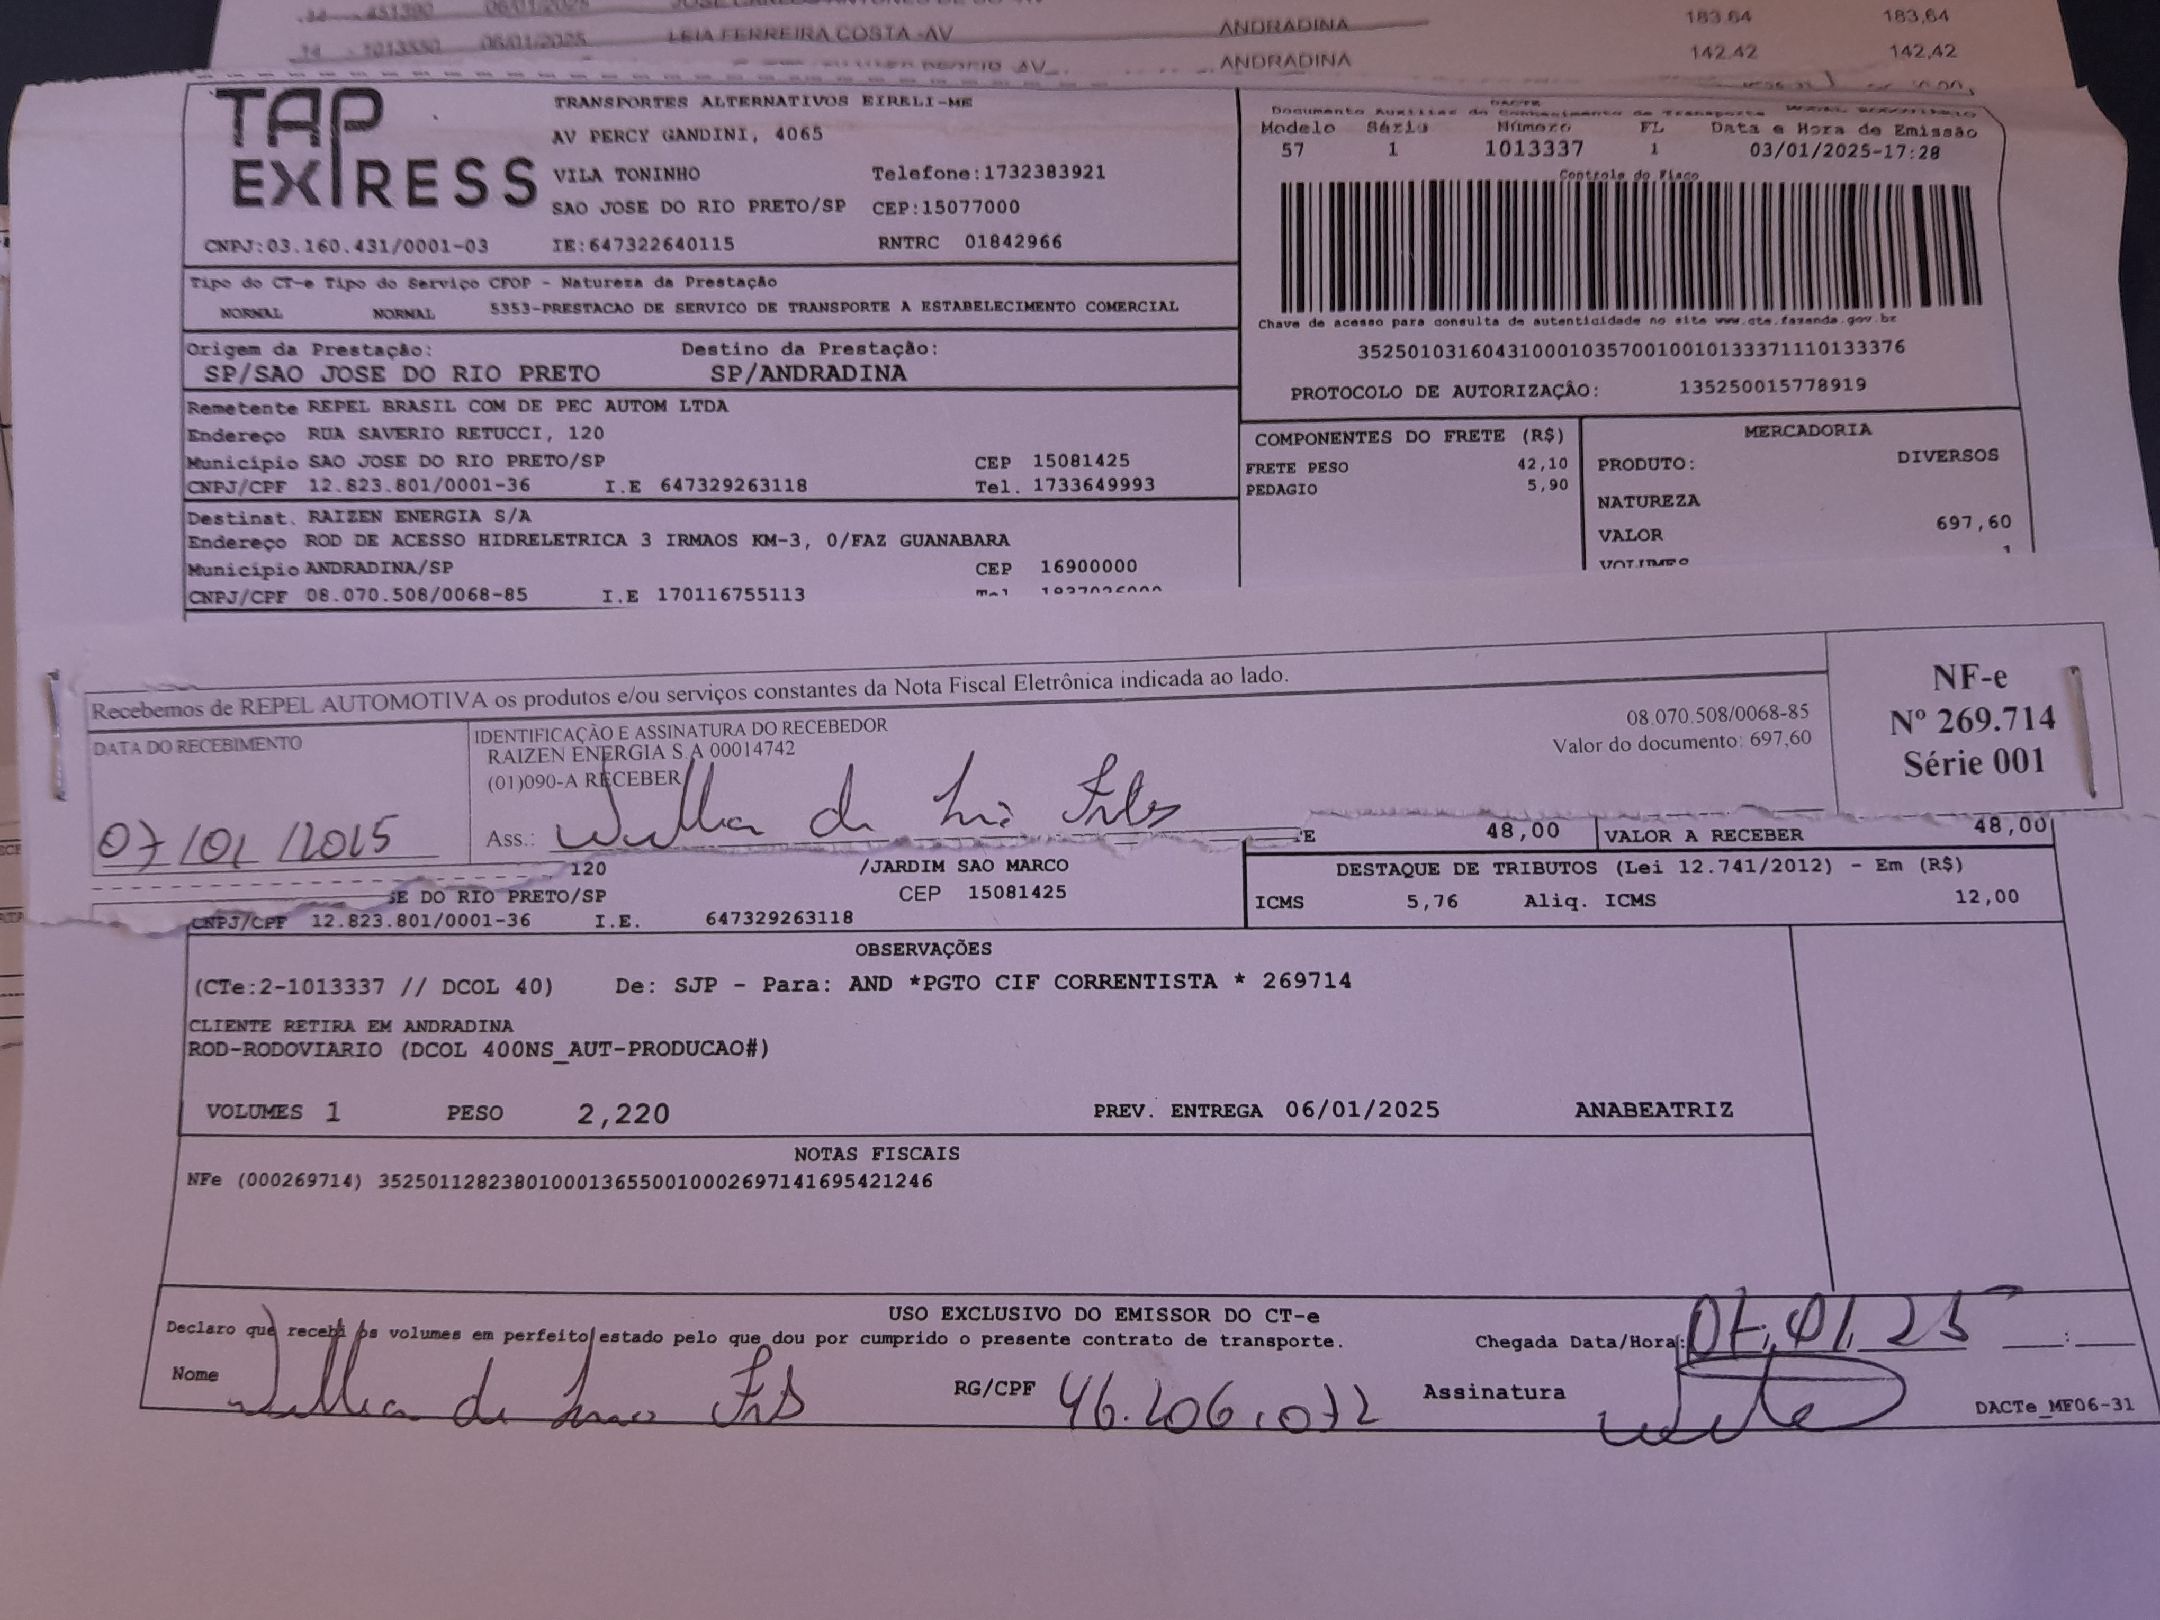 06/01/2025
183,64 183,64
1d - 1013330 06/01/2025 LEIA FERREIRA COSTA -AV ANDRADINA
142,42 142,42
ANDRADINA
TAP EXPRESS
TRANSPORTES ALTERNATIVOS EIRELI-ME
AV PERCY GANDINI, 4065
VILA TONINHO Telefone:1732383921
SAO JOSE DO RIO PRETO/SP CEP:15077000
CNPJ:03.160.431/0001-03 IE:647322640115 RNTRC 01842966
DACTE
Documento Auxiliar do Conhecimento de Transporte
Modelo Série Número FL Data e Hora de Emissão
57 1 1013337 1 03/01/2025-17:28
Controle do Fisco
Chave de acesso para consulta de autenticidade no site www.cte.fazenda.gov.br
35250103160431000103570010010133371110133376
PROTOCOLO DE AUTORIZAÇÃO: 135250015778919
Tipo do CT-e Tipo do Serviço CFOP - Natureza da Prestação
NORMAL NORMAL 5353-PRESTACAO DE SERVICO DE TRANSPORTE A ESTABELECIMENTO COMERCIAL
Origem da Prestação: Destino da Prestação:
SP/SAO JOSE DO RIO PRETO SP/ANDRADINA
Remetente REPEL BRASIL COM DE PEC AUTOM LTDA
Endereço RUA SAVERIO RETUCCI, 120
Município SAO JOSE DO RIO PRETO/SP CEP 15081425
CNPJ/CPF 12.823.801/0001-36 I.E 647329263118 Tel. 1733649993
Destinat. RAIZEN ENERGIA S/A
Endereço ROD DE ACESSO HIDRELETRICA 3 IRMAOS KM-3, 0/FAZ GUANABARA
Município ANDRADINA/SP CEP 16900000
CNPJ/CPF 08.070.508/0068-85 I.E 170116755113
COMPONENTES DO FRETE (R$)
FRETE PESO 42,10
PEDAGIO 5,90
MERCADORIA
PRODUTO: DIVERSOS
NATUREZA
VALOR 697,60
VOLUMES 1
Recebemos de REPEL AUTOMOTIVA os produtos e/ou serviços constantes da Nota Fiscal Eletrônica indicada ao lado.
DATA DO RECEBIMENTO
IDENTIFICAÇÃO E ASSINATURA DO RECEBEDOR
RAIZEN ENERGIA S.A 00014742
(01)090-A RECEBER
08.070.508/0068-85
Valor do documento: 697,60
NF-e
Nº 269.714
Série 001
07/01/2015
Ass.:
TE 48,00 VALOR A RECEBER 48,00
120 /JARDIM SAO MARCO
SE DO RIO PRETO/SP CEP 15081425
CNPJ/CPF 12.823.801/0001-36 I.E. 647329263118
DESTAQUE DE TRIBUTOS (Lei 12.741/2012) - Em (R$)
ICMS 5,76 Aliq. ICMS 12,00
OBSERVAÇÕES
(CTe:2-1013337 // DCOL 40) De: SJP - Para: AND *PGTO CIF CORRENTISTA * 269714
CLIENTE RETIRA EM ANDRADINA
ROD-RODOVIARIO (DCOL 400NS_AUT-PRODUCAO#)
VOLUMES 1 PESO 2,220 PREV. ENTREGA 06/01/2025 ANABEATRIZ
NOTAS FISCAIS
NFe (000269714) 35250112823801000136550010002697141695421246
USO EXCLUSIVO DO EMISSOR DO CT-e
Declaro que recebi os volumes em perfeito estado pelo que dou por cumprido o presente contrato de transporte.
Chegada Data/Hora: 07.01.25 :
Nome
RG/CPF 46.206.072
Assinatura
DACTe_MF06-31